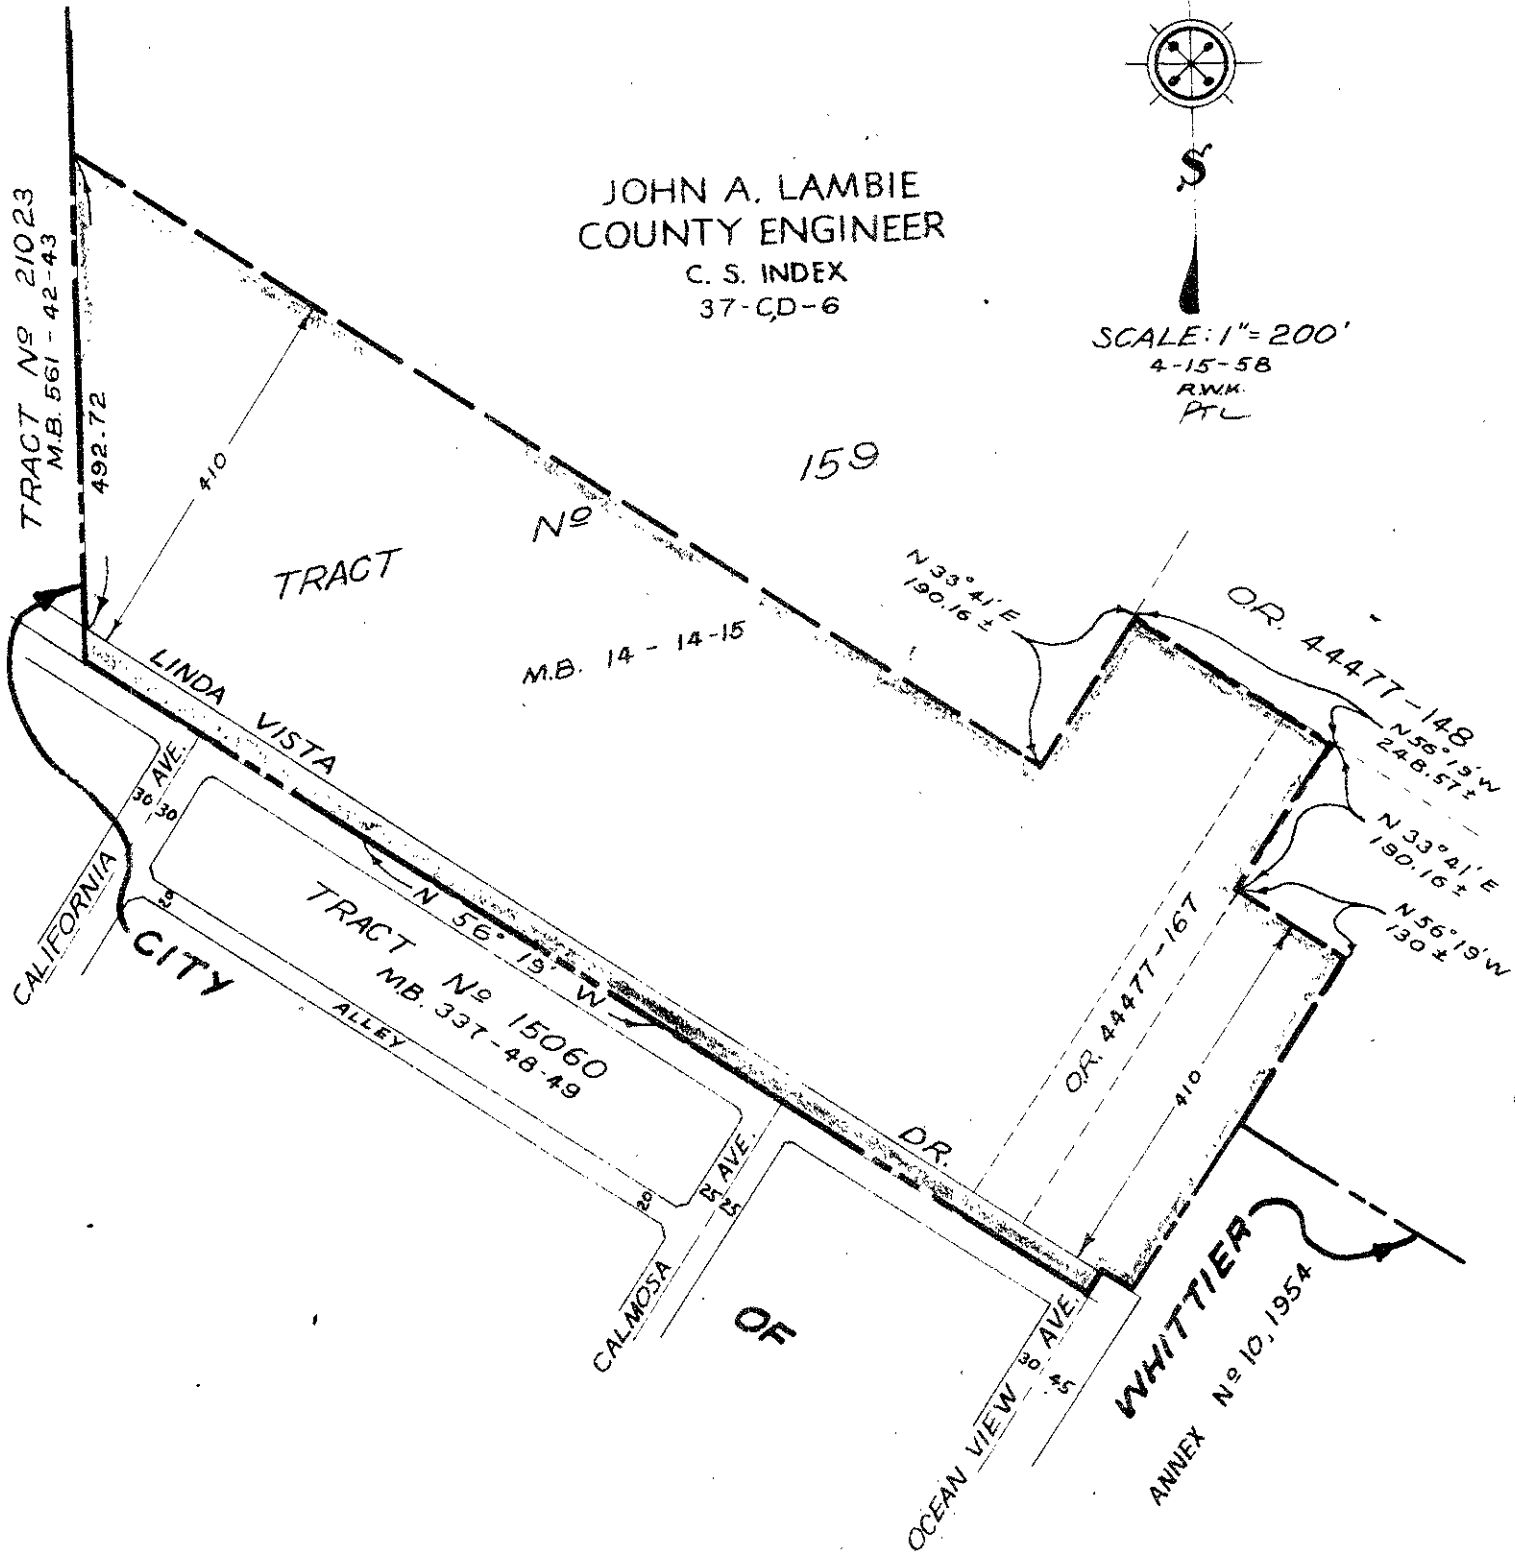 S
SCALE: 1" = 200'
4-15-58
R.W.K.
PTL
JOHN A. LAMBIE
COUNTY ENGINEER
C. S. INDEX
37-CD-6
TRACT Nº 21023
M.B. 561 - 42-43
492.72
410
TRACT Nº 159
M.B. 14 - 14-15
N 33° 41' E
190.16 ±
O.R. 44477-148
N 56° 19' W
248.57 ±
N 33° 41' E
190.16 ±
N 56° 19' W
130 ±
O.R. 44477-167
410
LINDA VISTA DR.
N 56° 19' W
CALIFORNIA AVE.
30 30
20
TRACT Nº 15060
M.B. 337-48-49
ALLEY
20
CALMOSA AVE.
25 25
OCEAN VIEW AVE.
30 45
CITY OF WHITTIER
ANNEX Nº 10, 1954